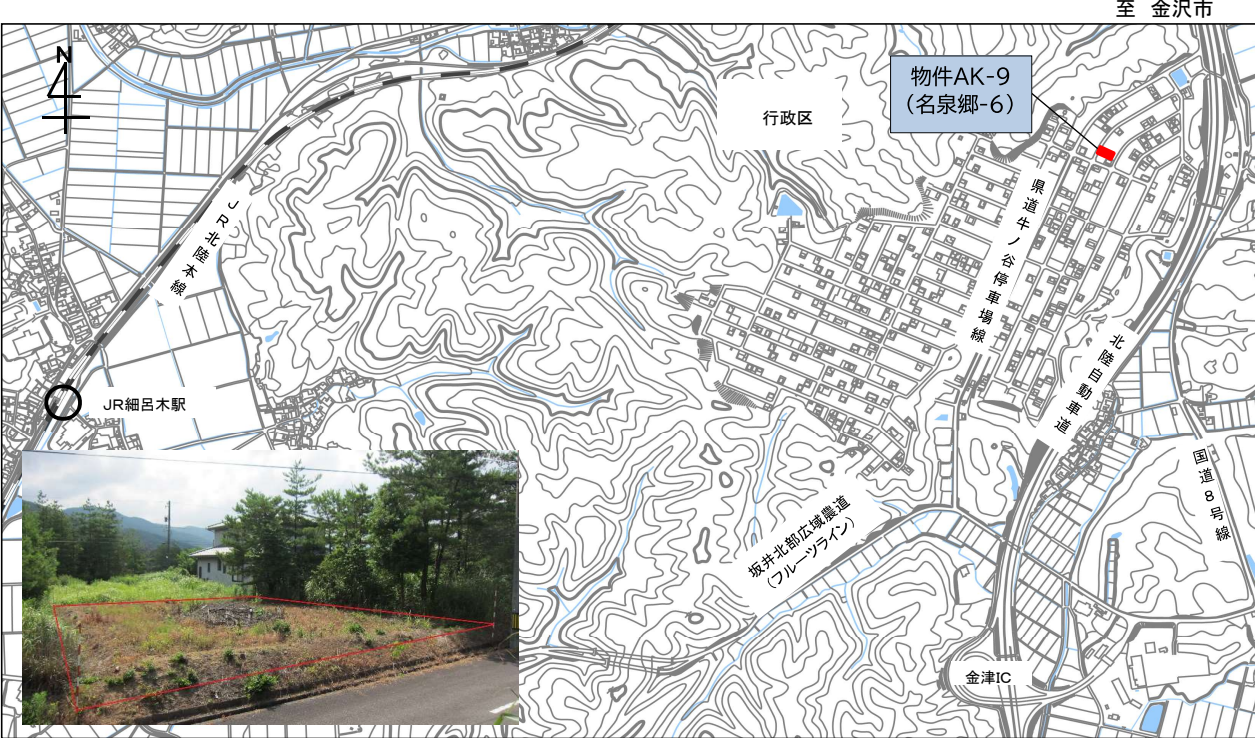 至 金沢市
N
物件AK-9
（名泉郷-6）
行政区
県道牛ノ谷停車場線
JR北陸本線
北陸自動車道
JR細呂木駅
国道8号線
坂井北部広域農道
（フルーツライン）
金津IC